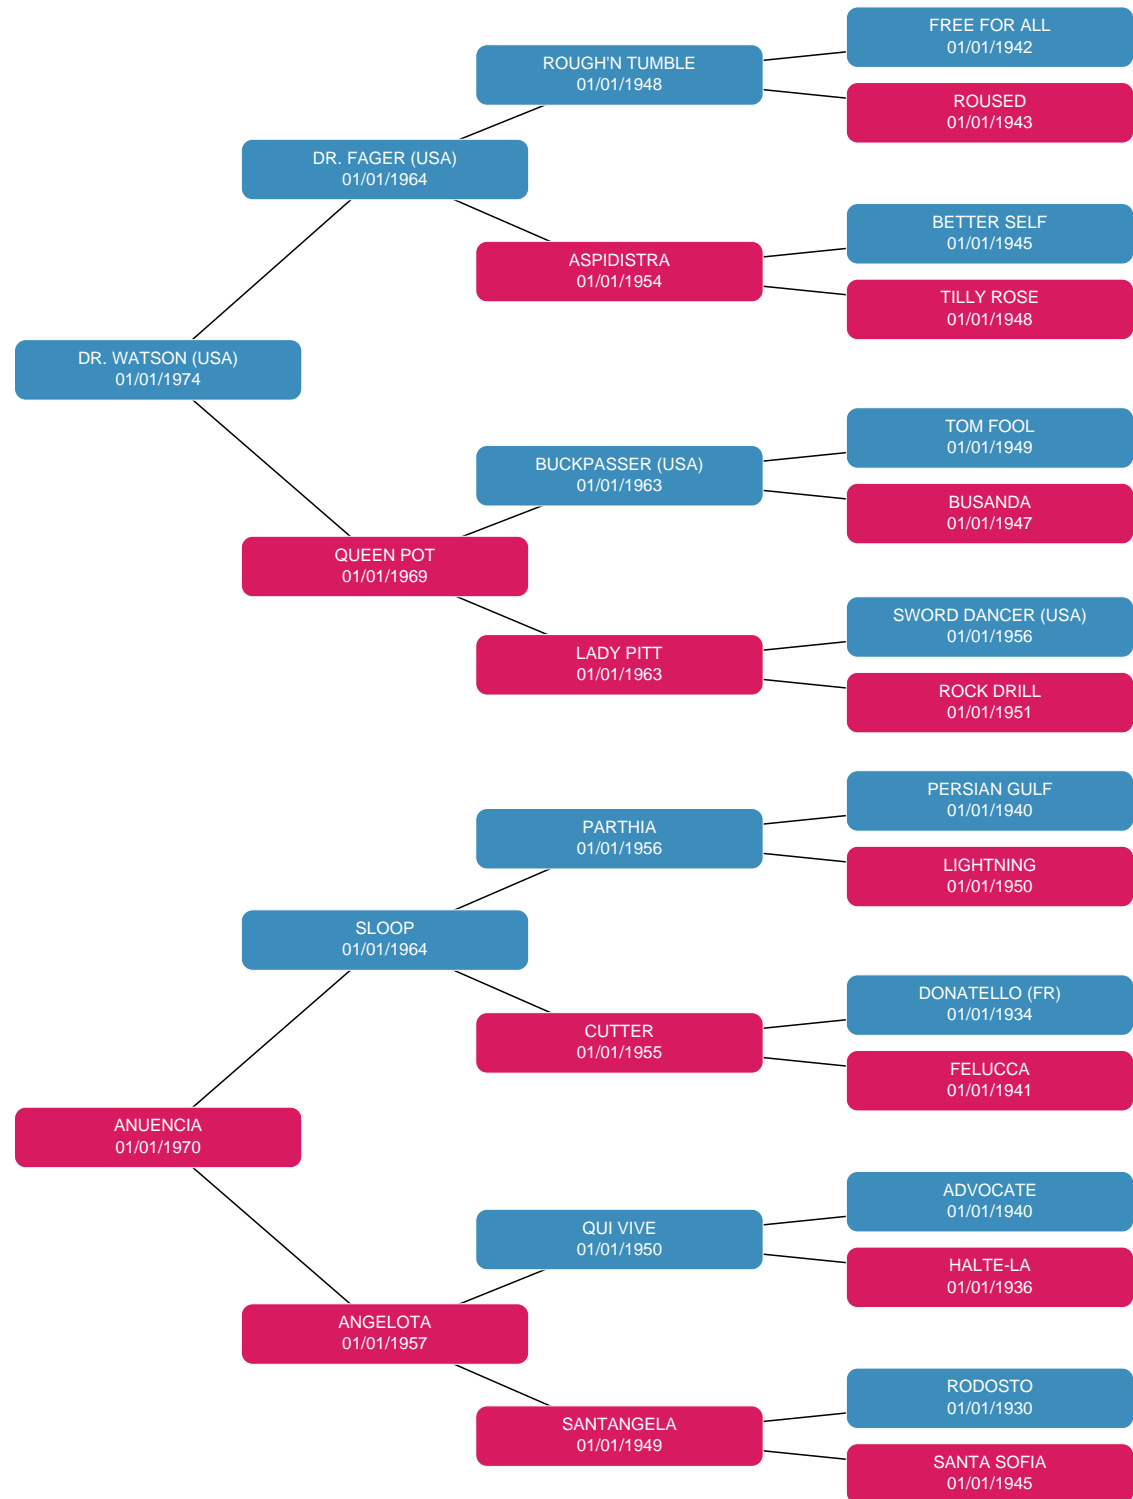 FREE FOR ALL
01/01/1942
ROUGH'N TUMBLE
01/01/1948
ROUSED
01/01/1943
DR. FAGER (USA)
01/01/1964
BETTER SELF
01/01/1945
ASPIDISTRA
01/01/1954
TILLY ROSE
01/01/1948
DR. WATSON (USA)
01/01/1974
TOM FOOL
01/01/1949
BUCKPASSER (USA)
01/01/1963
BUSANDA
01/01/1947
QUEEN POT
01/01/1969
SWORD DANCER (USA)
01/01/1956
LADY PITT
01/01/1963
ROCK DRILL
01/01/1951
PERSIAN GULF
01/01/1940
PARTHIA
01/01/1956
LIGHTNING
01/01/1950
SLOOP
01/01/1964
DONATELLO (FR)
01/01/1934
CUTTER
01/01/1955
FELUCCA
01/01/1941
ANUENCIA
01/01/1970
ADVOCATE
01/01/1940
QUI VIVE
01/01/1950
HALTE-LA
01/01/1936
ANGELOTA
01/01/1957
RODOSTO
01/01/1930
SANTANGELA
01/01/1949
SANTA SOFIA
01/01/1945